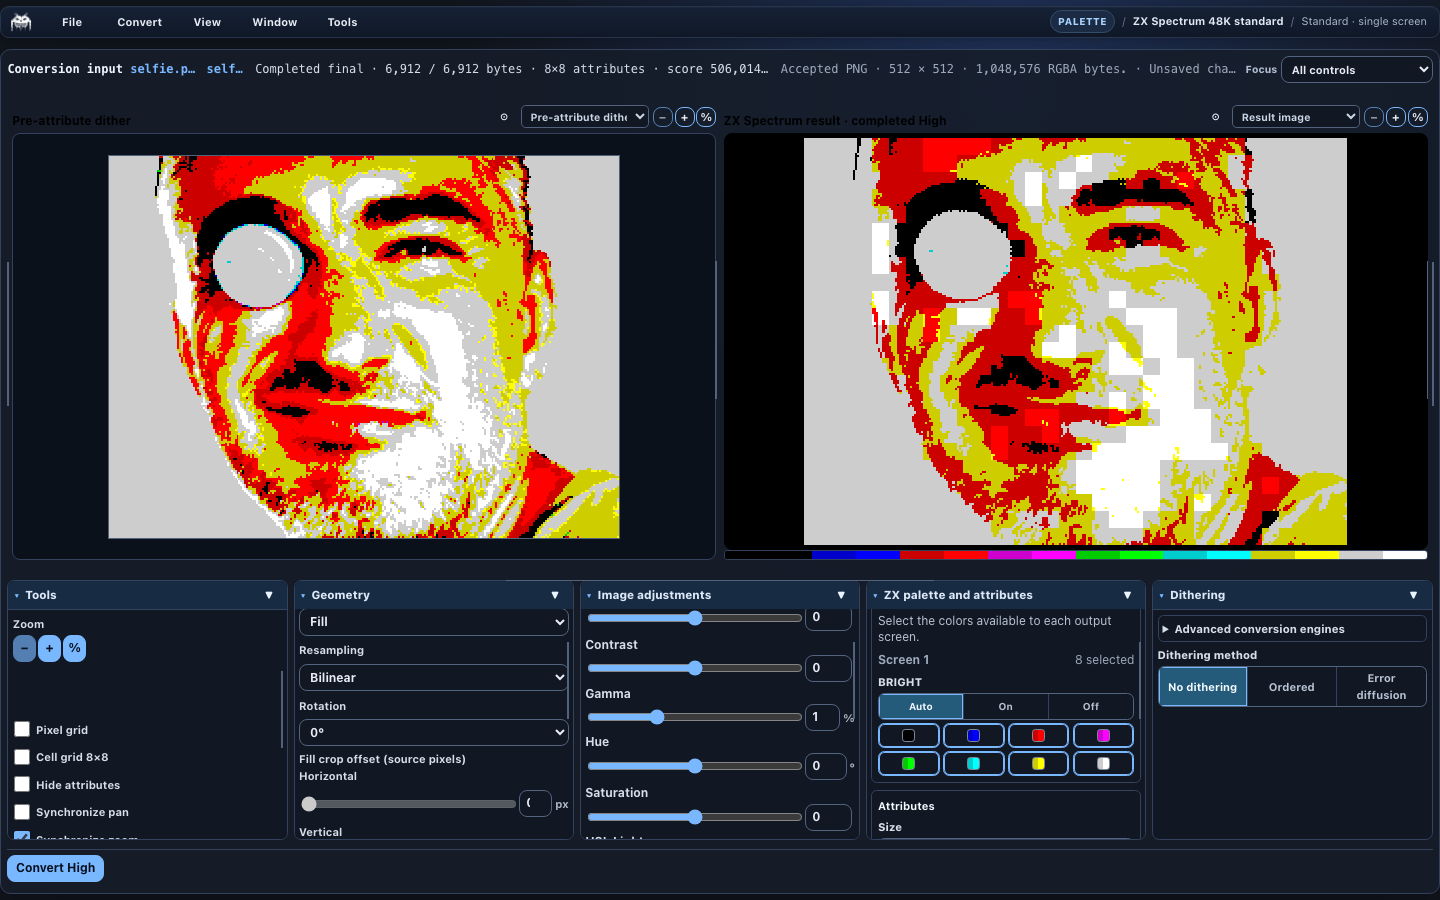 File Convert View Window Tools PALETTE / ZX Spectrum 48K standard / Standard · single screen
Conversion input selfie.p… self… Completed final · 6,912 / 6,912 bytes · 8×8 attributes · score 506,014… Accepted PNG · 512 × 512 · 1,048,576 RGBA bytes. · Unsaved cha… Focus All controls
Pre-attribute dither Pre-attribute dithe − + %
ZX Spectrum result · completed High Result image − + %
Tools
Zoom
− + %
Pixel grid
Cell grid 8×8
Hide attributes
Synchronize pan
Synchronize zoom
Geometry
Fill
Resampling
Bilinear
Rotation
0°
Fill crop offset (source pixels)
Horizontal
px
Vertical
Image adjustments
0
Contrast
0
Gamma
1 %
Hue
0 °
Saturation
0
ZX palette and attributes
Select the colors available to each output
screen.
Screen 1 8 selected
BRIGHT
Auto On Off
Attributes
Size
Dithering
Advanced conversion engines
Dithering method
No dithering Ordered Error
diffusion
Convert High